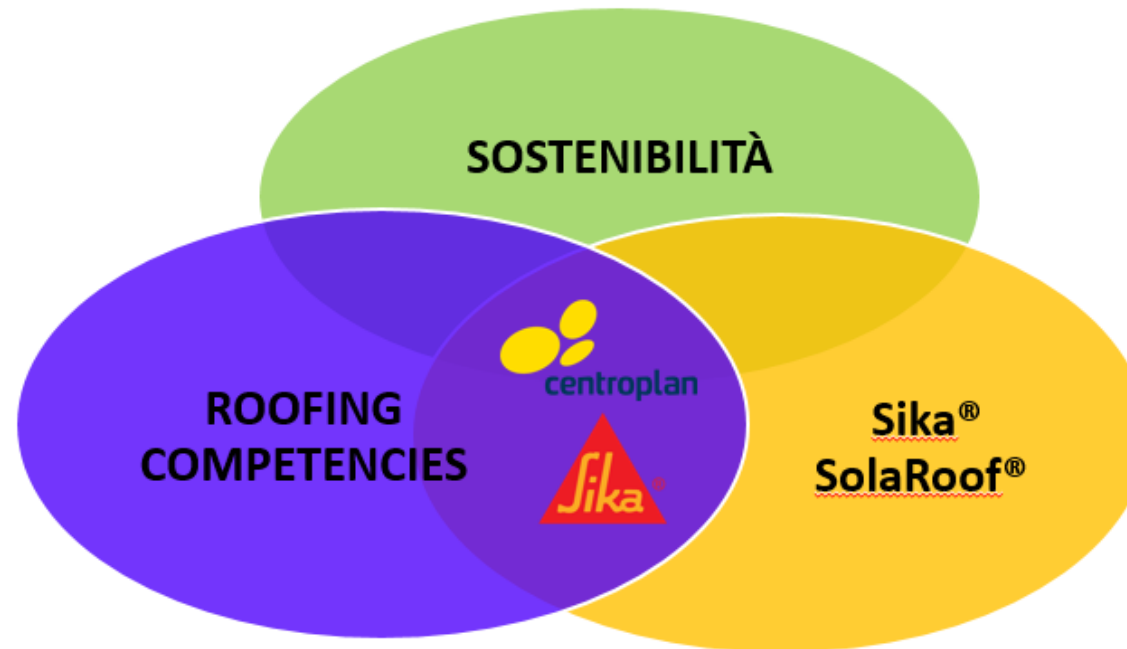 SOSTENIBILITÀ
centroplan
ROOFING
COMPETENCIES
Sika®
Sika®
SolaRoof®